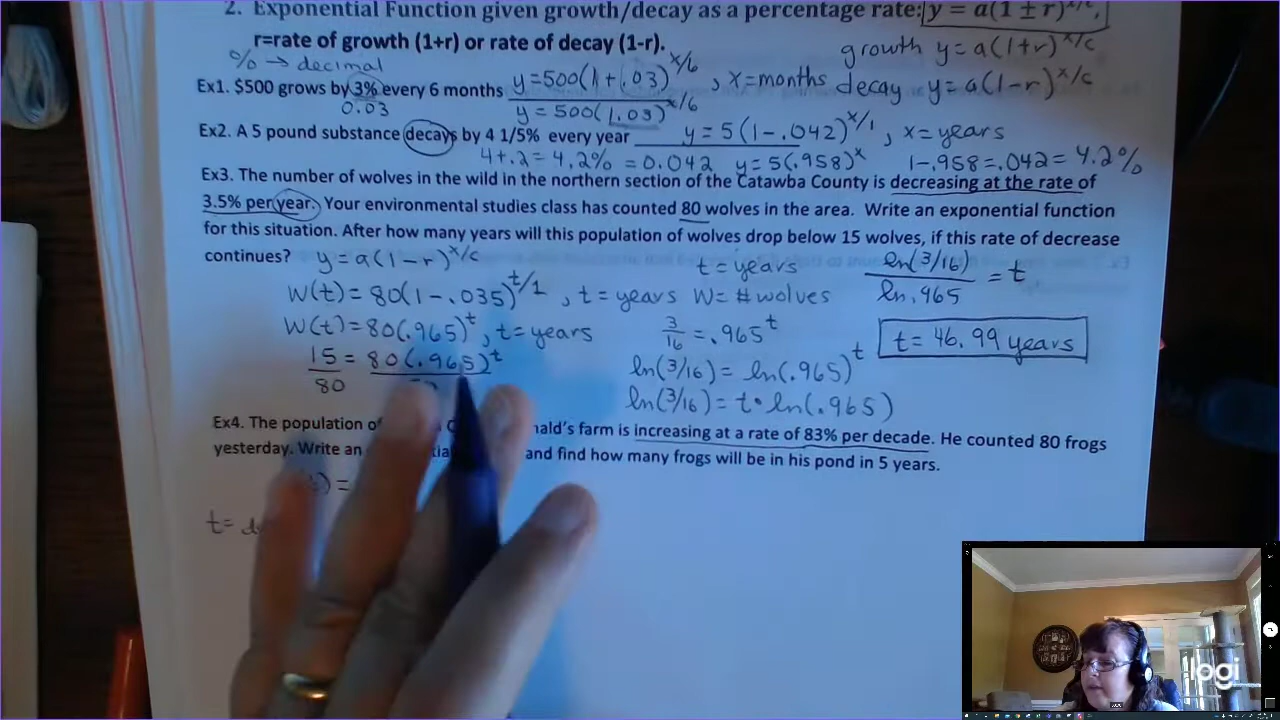 2. Exponential Function given growth/decay as a percentage rate: y = a(1 ± r)^x/c,
r=rate of growth (1+r) or rate of decay (1-r).
growth y=a(1+r)^x/c
% → decimal
Ex1. $500 grows by 3% every 6 months y=500(1+.03)^x/6, x=months decay y=a(1-r)^x/c
0.03 y=500(1.03)^x/6
Ex2. A 5 pound substance decays by 4 1/5% every year y=5(1-.042)^x/1, x=years
4+.2=4.2%=0.042 y=5(.958)^x 1-.958=.042=4.2%
Ex3. The number of wolves in the wild in the northern section of the Catawba County is decreasing at the rate of
3.5% per year. Your environmental studies class has counted 80 wolves in the area. Write an exponential function
for this situation. After how many years will this population of wolves drop below 15 wolves, if this rate of decrease
continues? y=a(1-r)^x/c t=years ln(3/16)/ln.965 = t
W(t)=80(1-.035)^t/1, t=years W=#wolves
W(t)=80(.965)^t, t=years 3/16=.965^t t=46.99 years
15=80(.965)^t ln(3/16)=ln(.965)^t
80 ln(3/16)=t•ln(.965)
Ex4. The population of nald's farm is increasing at a rate of 83% per decade. He counted 80 frogs
yesterday. Write an and find how many frogs will be in his pond in 5 years.
) =
t=
logi